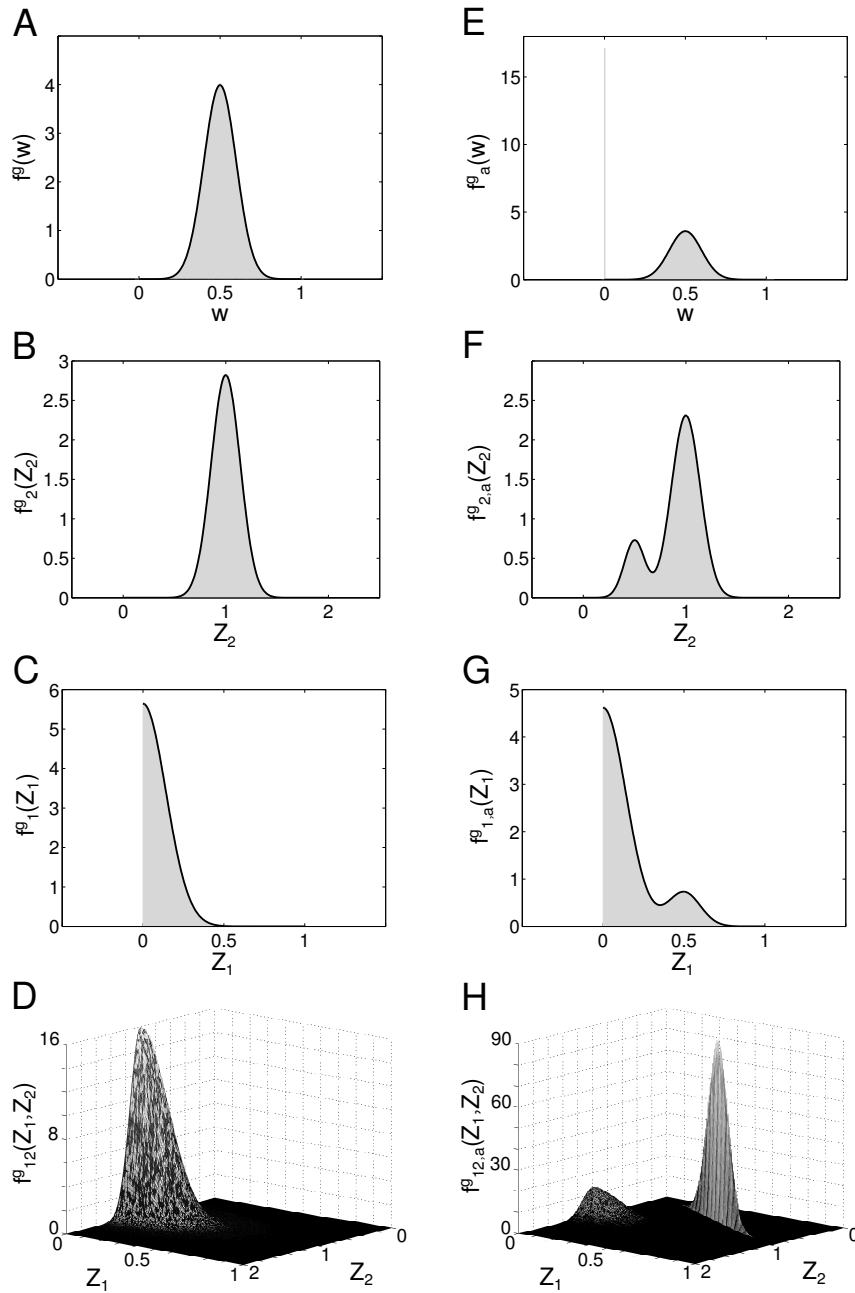 A
f^g(w)
4
3
2
1
0
0 0.5 1
w
B
f^g_2(Z_2)
3
2.5
2
1.5
1
0.5
0
0 1 2
Z_2
C
f^g_1(Z_1)
6
5
4
3
2
1
0
0 0.5 1
Z_1
D
f^g_12(Z_1,Z_2)
16
8
0
0 0.5 1
Z_1
2 1 0
Z_2
E
f^g_a(w)
15
10
5
0
0 0.5 1
w
F
f^g_2,a(Z_2)
2.5
2
1.5
1
0.5
0
0 1 2
Z_2
G
f^g_1,a(Z_1)
5
4
3
2
1
0
0 0.5 1
Z_1
H
f^g_12,a(Z_1,Z_2)
90
60
30
0
0 0.5 1
Z_1
2 1 0
Z_2